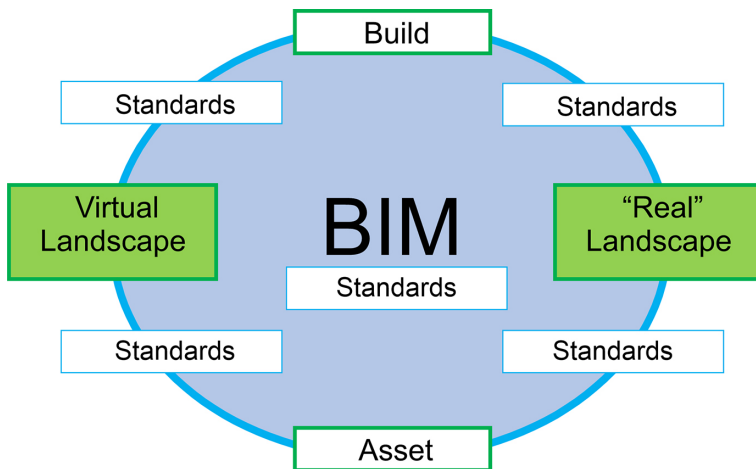 Build
Standards
Standards
Virtual
Landscape
BIM
“Real”
Landscape
Standards
Standards
Standards
Asset